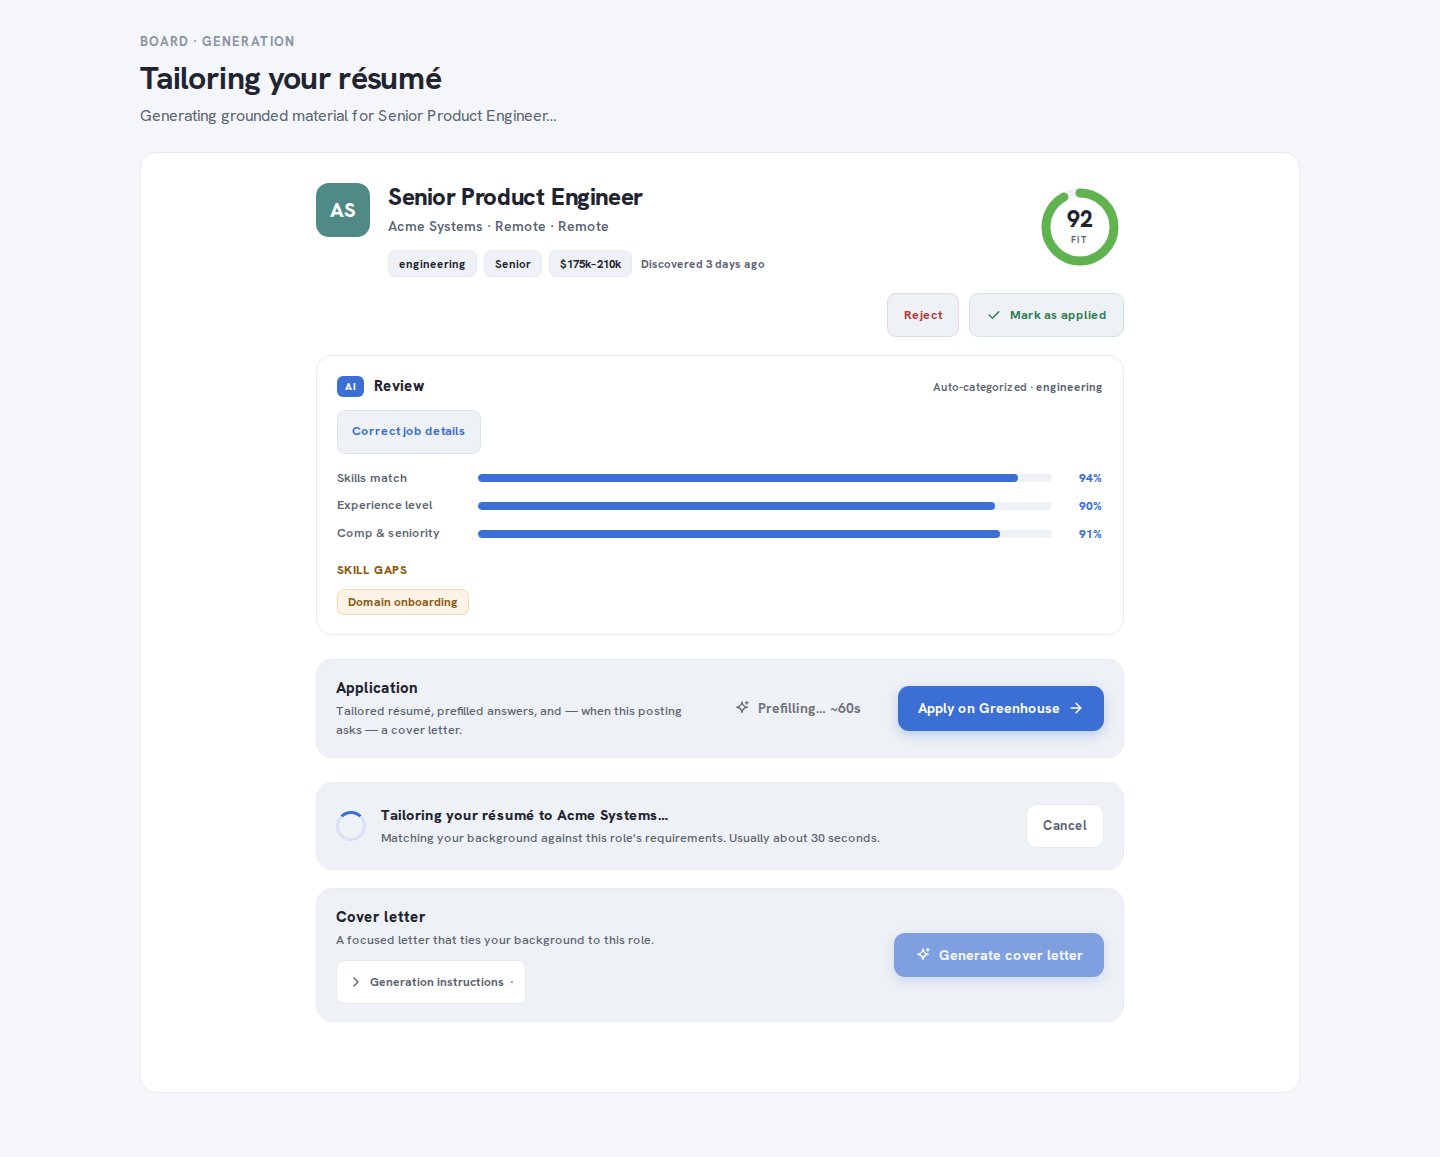 BOARD · GENERATION
Tailoring your résumé
Generating grounded material for Senior Product Engineer…
AS
Senior Product Engineer
Acme Systems · Remote · Remote
engineering
Senior
$175k–210k
Discovered 3 days ago
92
FIT
Reject
Mark as applied
AI
Review
Auto-categorized · engineering
Correct job details
Skills match
94%
Experience level
90%
Comp & seniority
91%
SKILL GAPS
Domain onboarding
Application
Tailored résumé, prefilled answers, and — when this posting
asks — a cover letter.
Prefilling… ~60s
Apply on Greenhouse
Tailoring your résumé to Acme Systems…
Matching your background against this role's requirements. Usually about 30 seconds.
Cancel
Cover letter
A focused letter that ties your background to this role.
Generation instructions ·
Generate cover letter